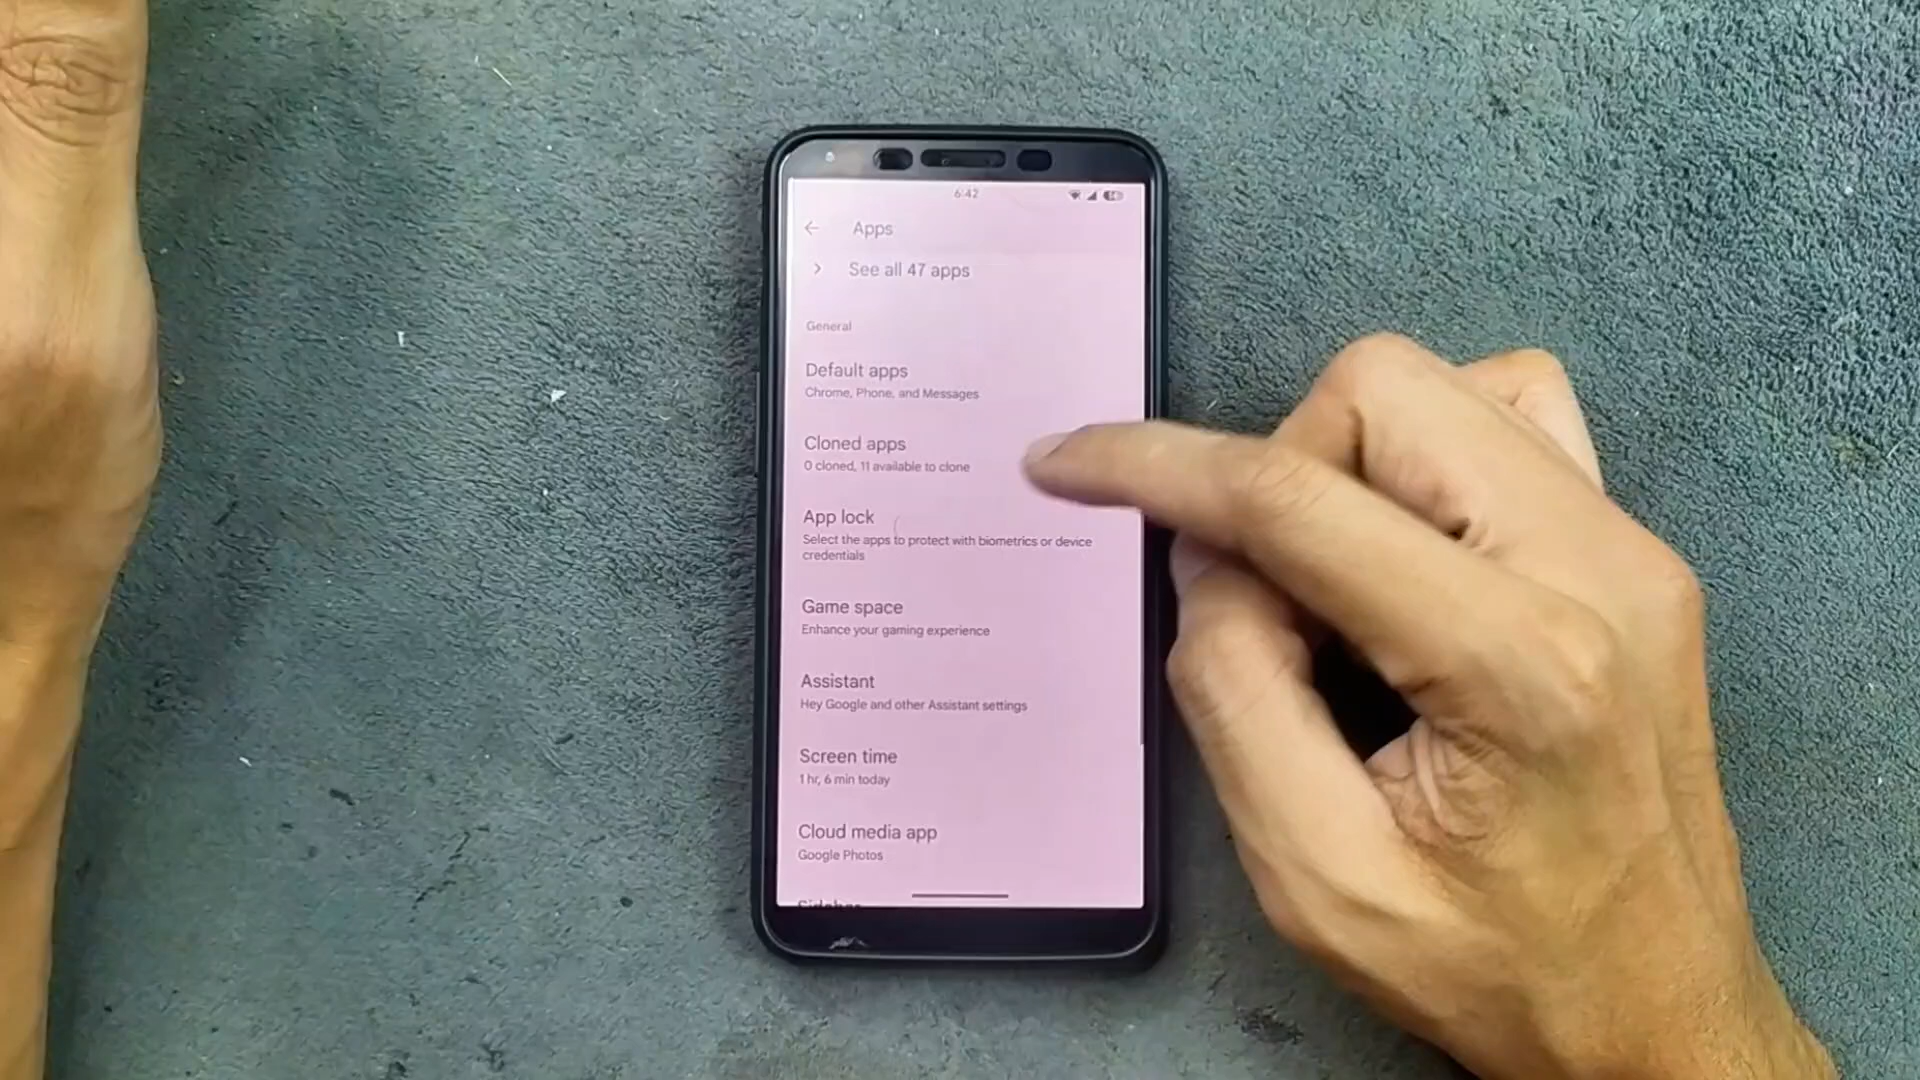 6:42
Apps
See all 47 apps
General
Default apps
Chrome, Phone, and Messages
Cloned apps
0 cloned, 11 available to clone
App lock
Select the apps to protect with biometrics or device
credentials
Game space
Enhance your gaming experience
Assistant
Hey Google and other Assistant settings
Screen time
1 hr, 6 min today
Cloud media app
Google Photos
Sidebar